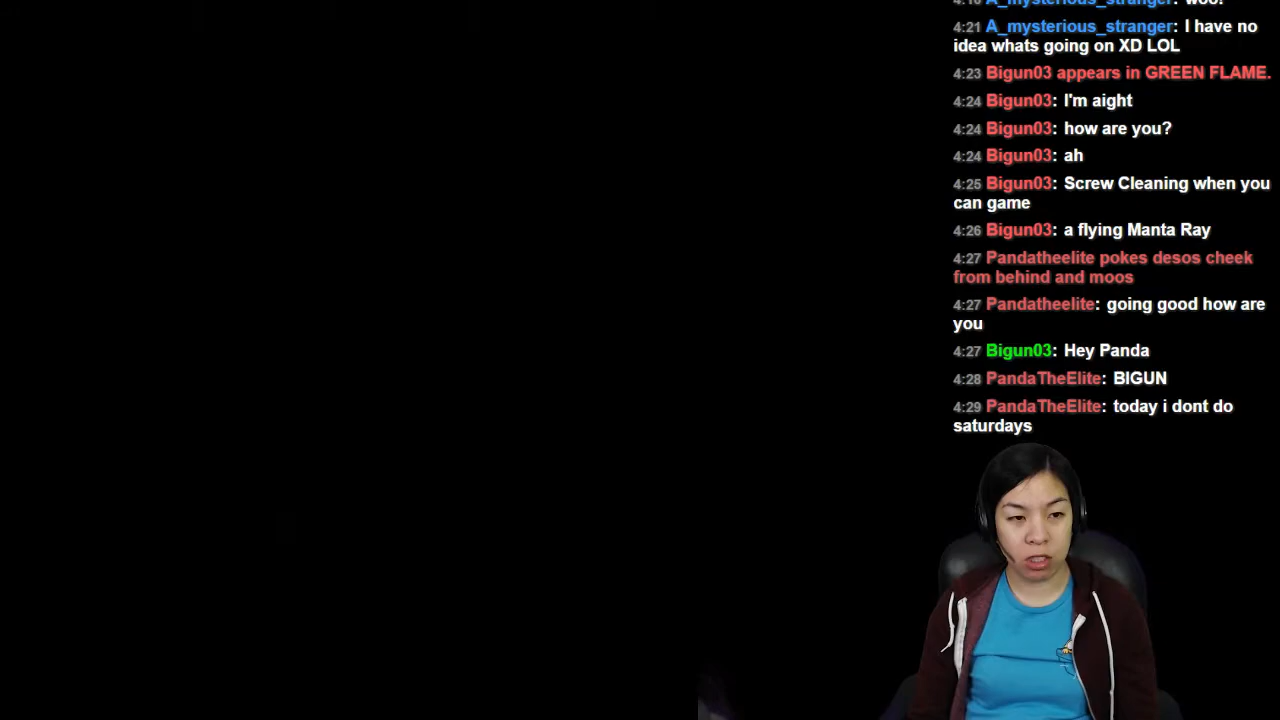 4:18 A_mysterious_stranger: woo!
4:21 A_mysterious_stranger: I have no
idea whats going on XD LOL
4:23 Bigun03 appears in GREEN FLAME.
4:24 Bigun03: I'm aight
4:24 Bigun03: how are you?
4:24 Bigun03: ah
4:25 Bigun03: Screw Cleaning when you
can game
4:26 Bigun03: a flying Manta Ray
4:27 Pandatheelite pokes desos cheek
from behind and moos
4:27 Pandatheelite: going good how are
you
4:27 Bigun03: Hey Panda
4:28 PandaTheElite: BIGUN
4:29 PandaTheElite: today i dont do
saturdays